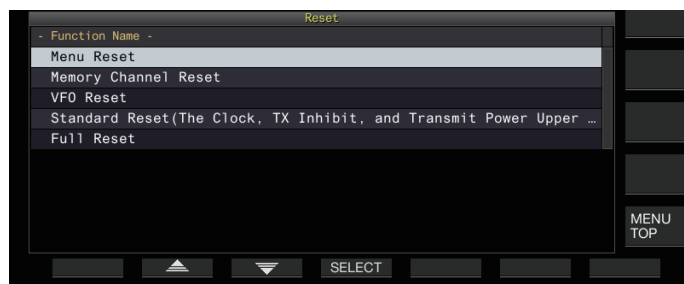 Reset
- Function Name -
Menu Reset
Memory Channel Reset
VFO Reset
Standard Reset(The Clock, TX Inhibit, and Transmit Power Upper …
Full Reset
MENU
TOP
SELECT